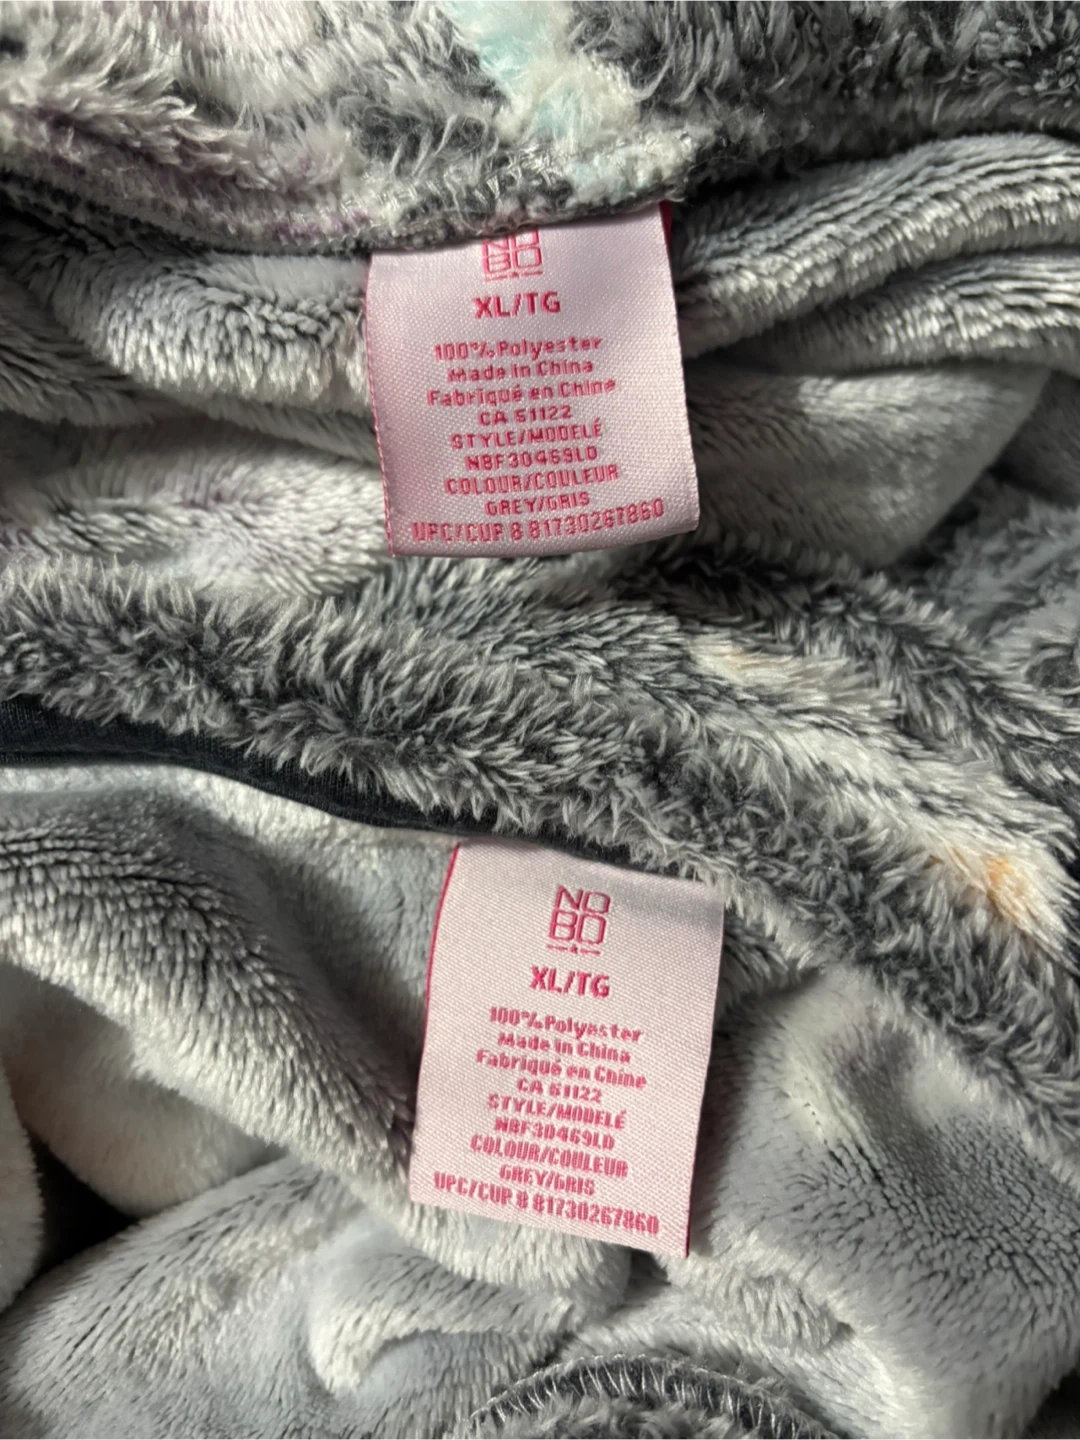 NO
BO
XL/TG
100% Polyester
Made in China
Fabriqué en Chine
CA 51122
STYLE/MODELÉ
NBF30469LD
COLOUR/COULEUR
GREY/GRIS
UPC/CUP 8 81730267860
NO
BO
XL/TG
100% Polyester
Made in China
Fabriqué en Chine
CA 51122
STYLE/MODELÉ
NBF30469LD
COLOUR/COULEUR
GREY/GRIS
UPC/CUP 8 81730267860